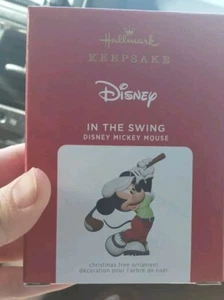 Hallmark
KEEPSAKE
Disney
IN THE SWING
DISNEY MICKEY MOUSE
christmas tree ornament
décoration pour l'arbre de noël